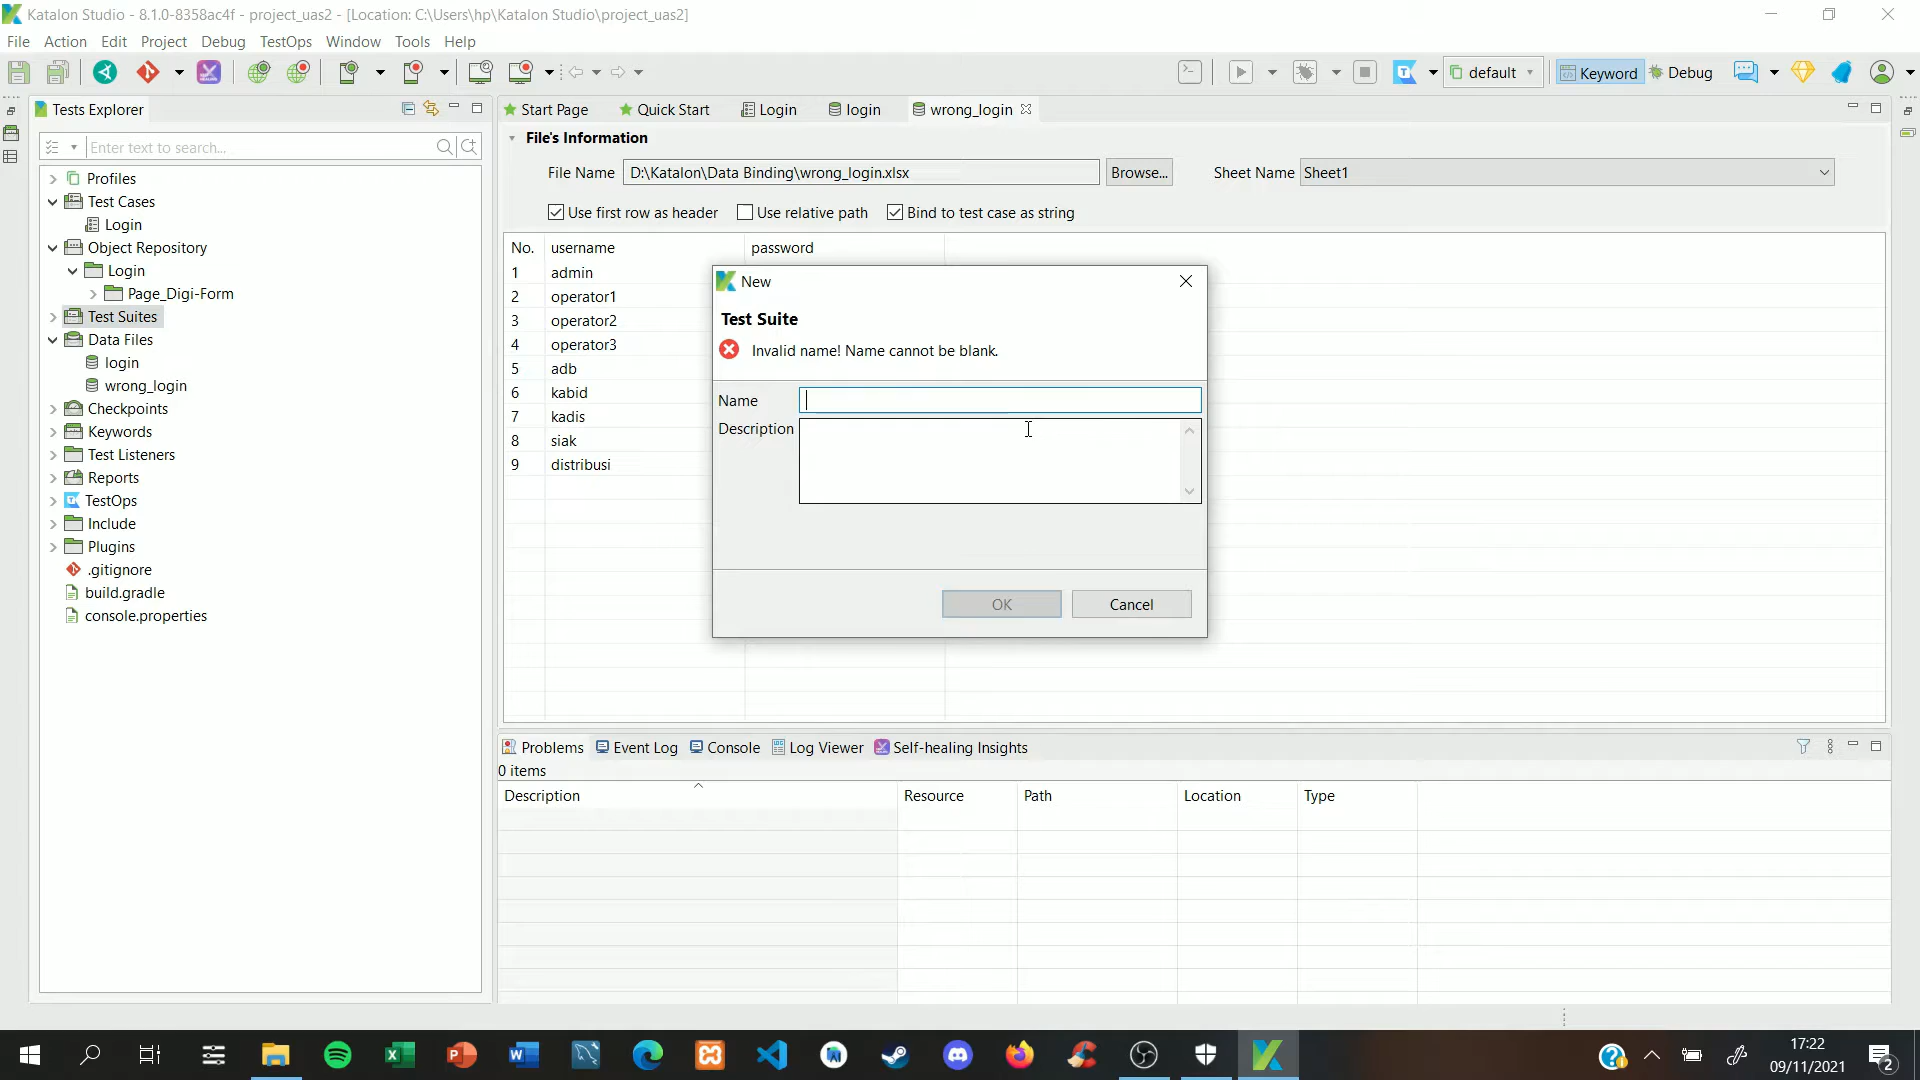 Katalon Studio - 8.1.0-8358ac4f - project_uas2 - [Location: C:\Users\hp\Katalon Studio\project_uas2]
File Action Edit Project Debug TestOps Window Tools Help
default Keyword Debug
Tests Explorer
Enter text to search...
Profiles
Test Cases
Login
Object Repository
Login
Page_Digi-Form
Test Suites
Data Files
login
wrong_login
Checkpoints
Keywords
Test Listeners
Reports
TestOps
Include
Plugins
.gitignore
build.gradle
console.properties
Start Page Quick Start Login login wrong_login
File's Information
File Name D:\Katalon\Data Binding\wrong_login.xlsx Browse... Sheet Name Sheet1
Use first row as header Use relative path Bind to test case as string
No. username password
1 admin
2 operator1
3 operator2
4 operator3
5 adb
6 kabid
7 kadis
8 siak
9 distribusi
New
Test Suite
Invalid name! Name cannot be blank.
Name
Description
OK Cancel
Problems Event Log Console Log Viewer Self-healing Insights
0 items
Description Resource Path Location Type
17:22
09/11/2021
2